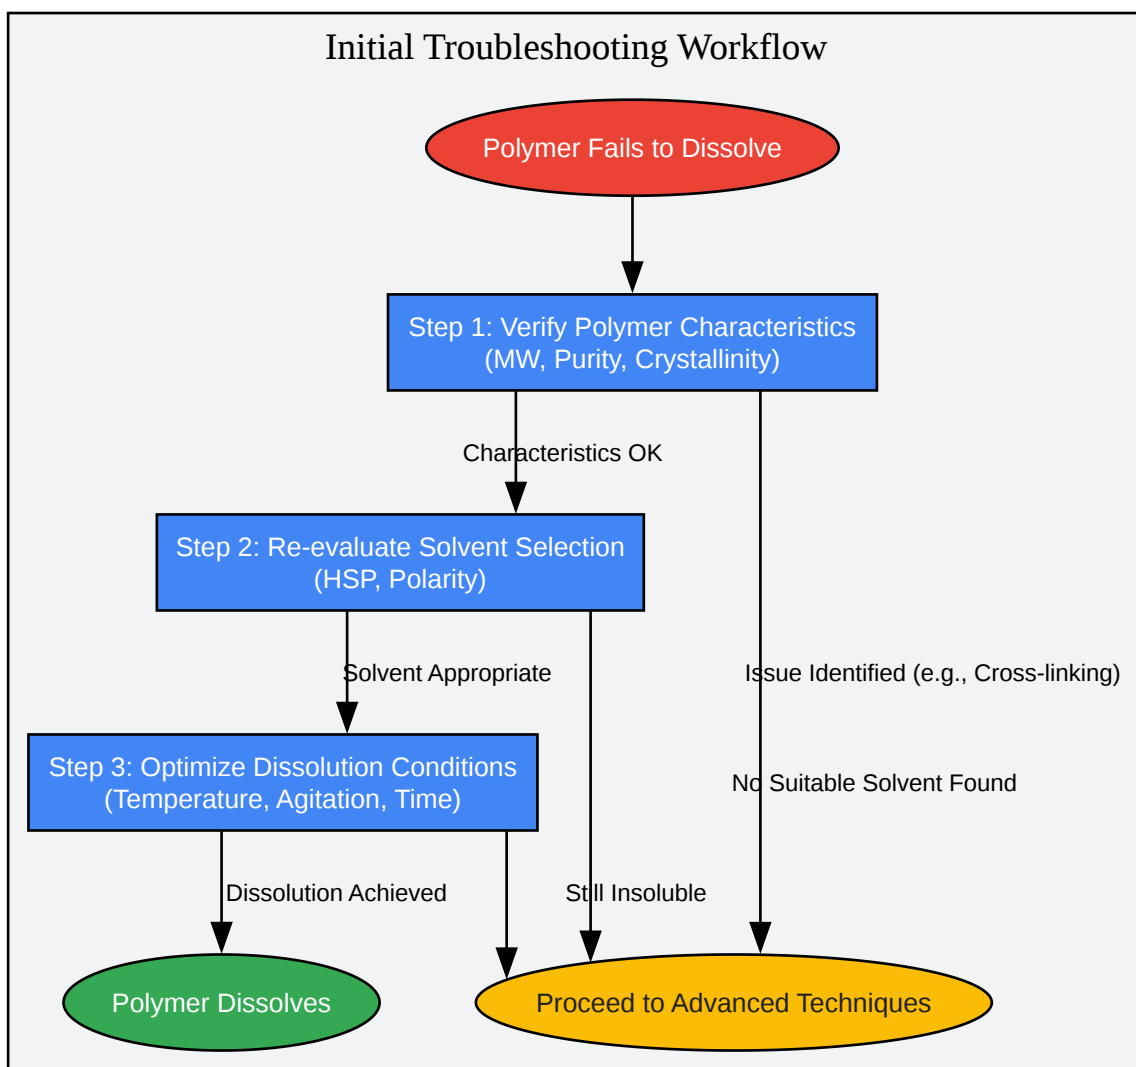 Initial Troubleshooting Workflow
Polymer Fails to Dissolve
Step 1: Verify Polymer Characteristics
(MW, Purity, Crystallinity)
Characteristics OK
Step 2: Re-evaluate Solvent Selection
(HSP, Polarity)
Solvent Appropriate
Issue Identified (e.g., Cross-linking)
Step 3: Optimize Dissolution Conditions
(Temperature, Agitation, Time)
No Suitable Solvent Found
Dissolution Achieved
Still Insoluble
Polymer Dissolves
Proceed to Advanced Techniques